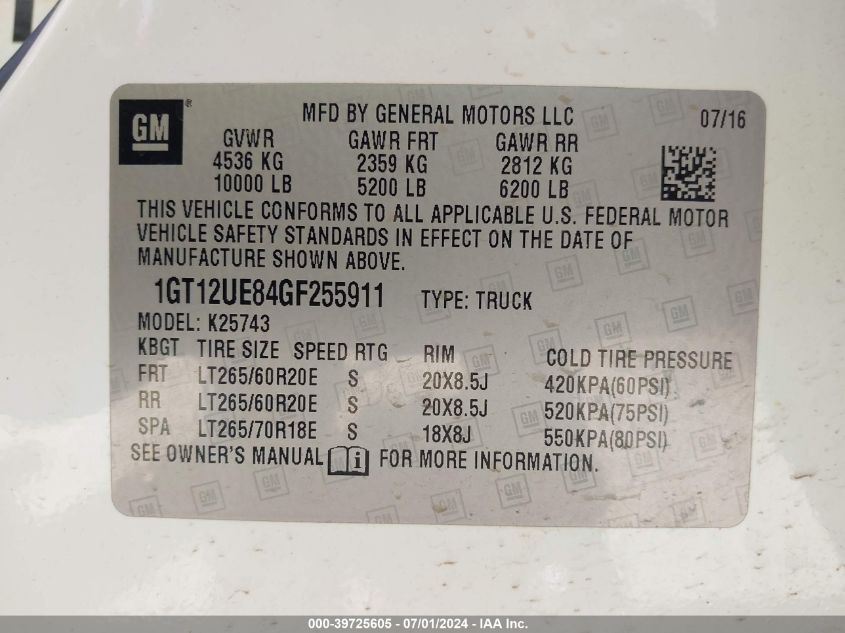 GM ® MFD BY GENERAL MOTORS LLC 07/16
GVWR GAWR FRT GAWR RR
4536 KG 2359 KG 2812 KG
10000 LB 5200 LB 6200 LB
THIS VEHICLE CONFORMS TO ALL APPLICABLE U.S. FEDERAL MOTOR
VEHICLE SAFETY STANDARDS IN EFFECT ON THE DATE OF
MANUFACTURE SHOWN ABOVE.
1GT12UE84GF255911 TYPE: TRUCK
MODEL: K25743
KBGT TIRE SIZE SPEED RTG RIM COLD TIRE PRESSURE
FRT LT265/60R20E S 20X8.5J 420KPA(60PSI)
RR LT265/60R20E S 20X8.5J 520KPA(75PSI)
SPA LT265/70R18E S 18X8J 550KPA(80PSI)
SEE OWNER'S MANUAL i FOR MORE INFORMATION.
000-39725605 - 07/01/2024 - IAA Inc.